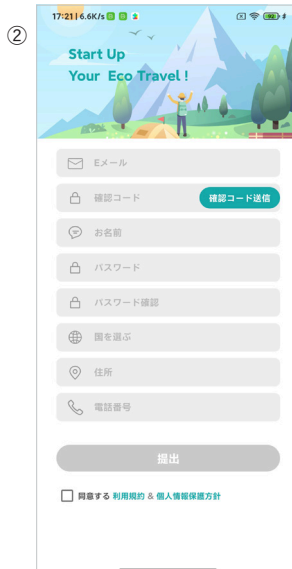 ②
17:21 | 6.6K/s
92
Start Up
Your Eco Travel !
Eメール
確認コード
確認コード送信
お名前
パスワード
パスワード確認
国を選ぶ
住所
電話番号
提出
同意する 利用規約 & 個人情報保護方針